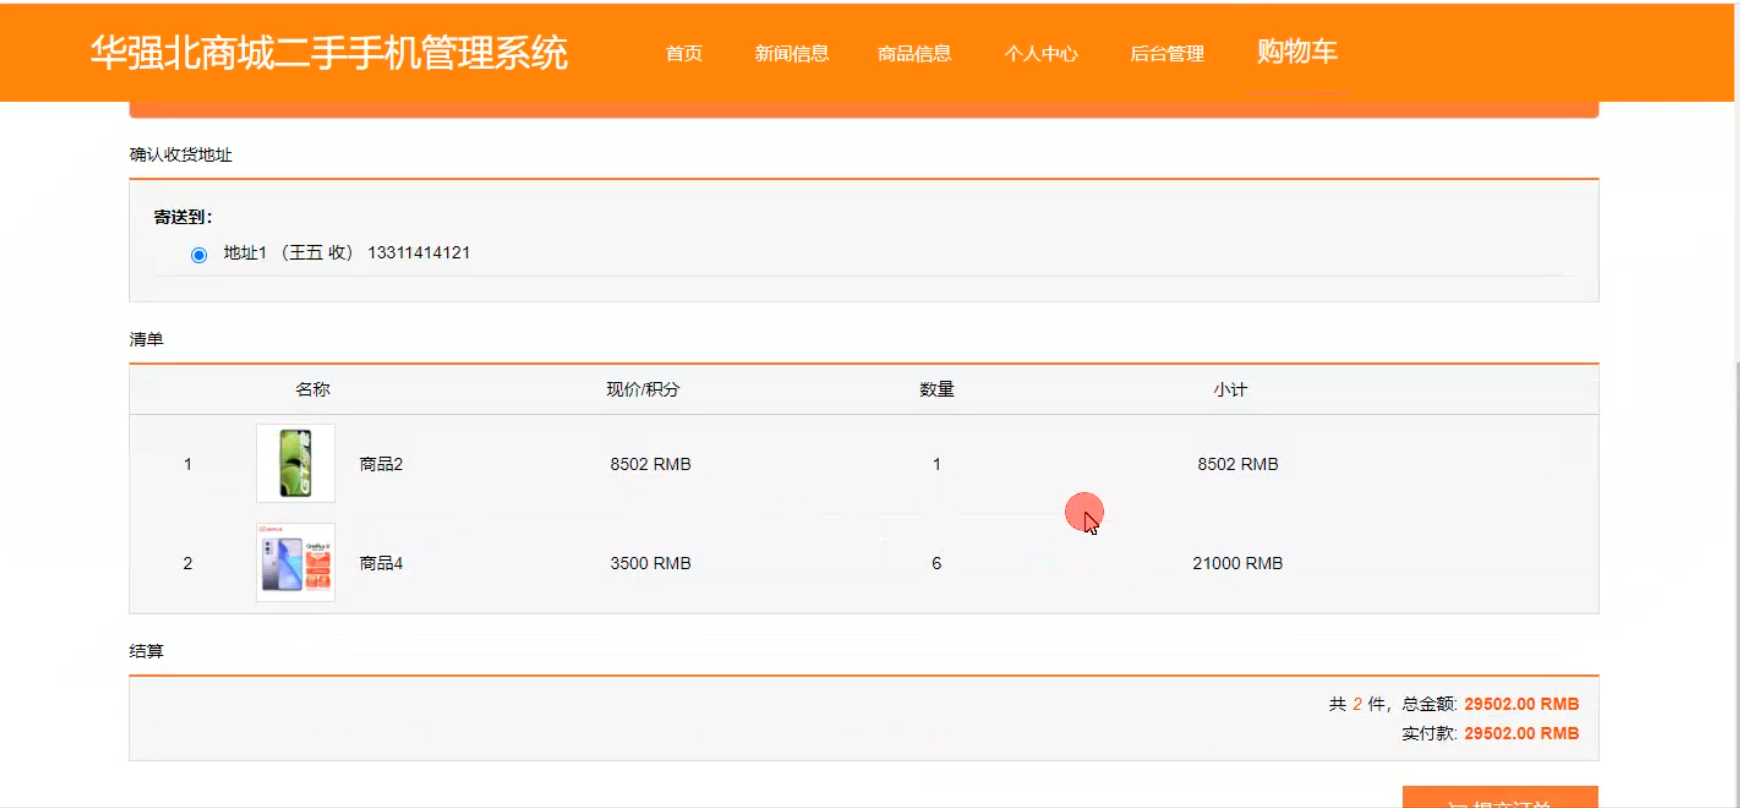 华强北商城二手手机管理系统 首页 新闻信息 商品信息 个人中心 后台管理 购物车
确认收货地址
寄送到：
地址1 （王五 收） 13311414121
清单
名称 现价/积分 数量 小计
1 商品2 8502 RMB 1 8502 RMB
2 商品4 3500 RMB 6 21000 RMB
结算
共 2 件，总金额: 29502.00 RMB
实付款: 29502.00 RMB
提交订单